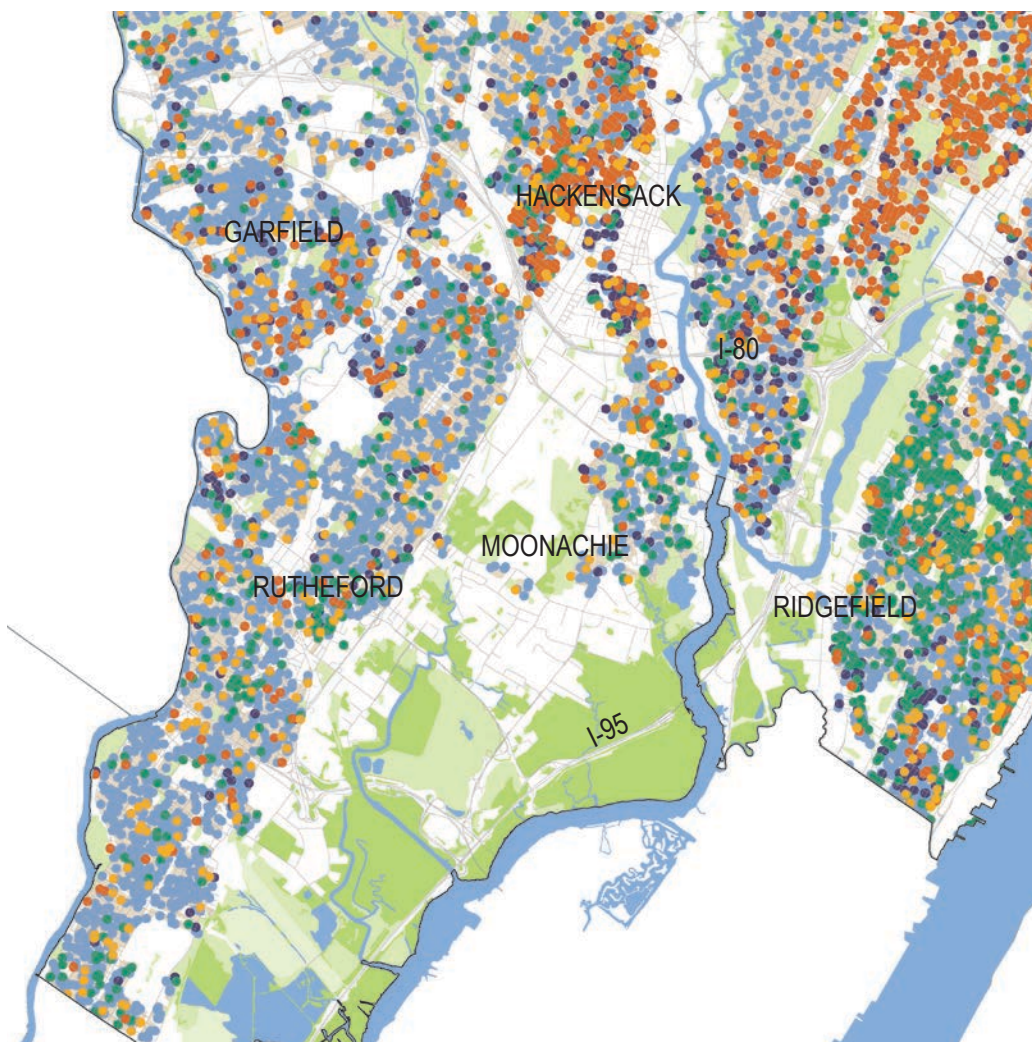 HACKENSACK
GARFIELD
I-80
MOONACHIE
RUTHEFORD
RIDGEFIELD
I-95